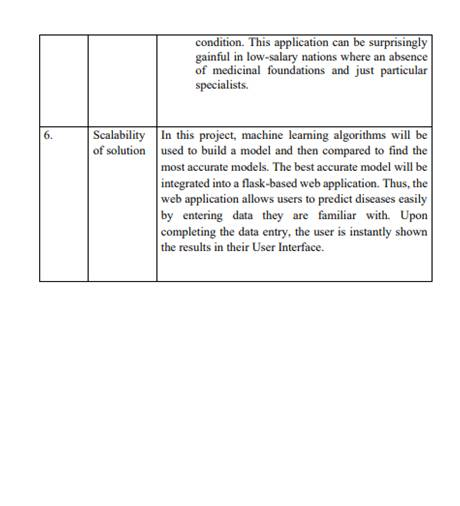 condition. This application can be surprisingly
gainful in low-salary nations where an absence
of medicinal foundations and just particular
specialists.
6.
Scalability
of solution
In this project, machine learning algorithms will be
used to build a model and then compared to find the
most accurate models. The best accurate model will be
integrated into a flask-based web application. Thus, the
web application allows users to predict diseases easily
by entering data they are familiar with. Upon
completing the data entry, the user is instantly shown
the results in their User Interface.